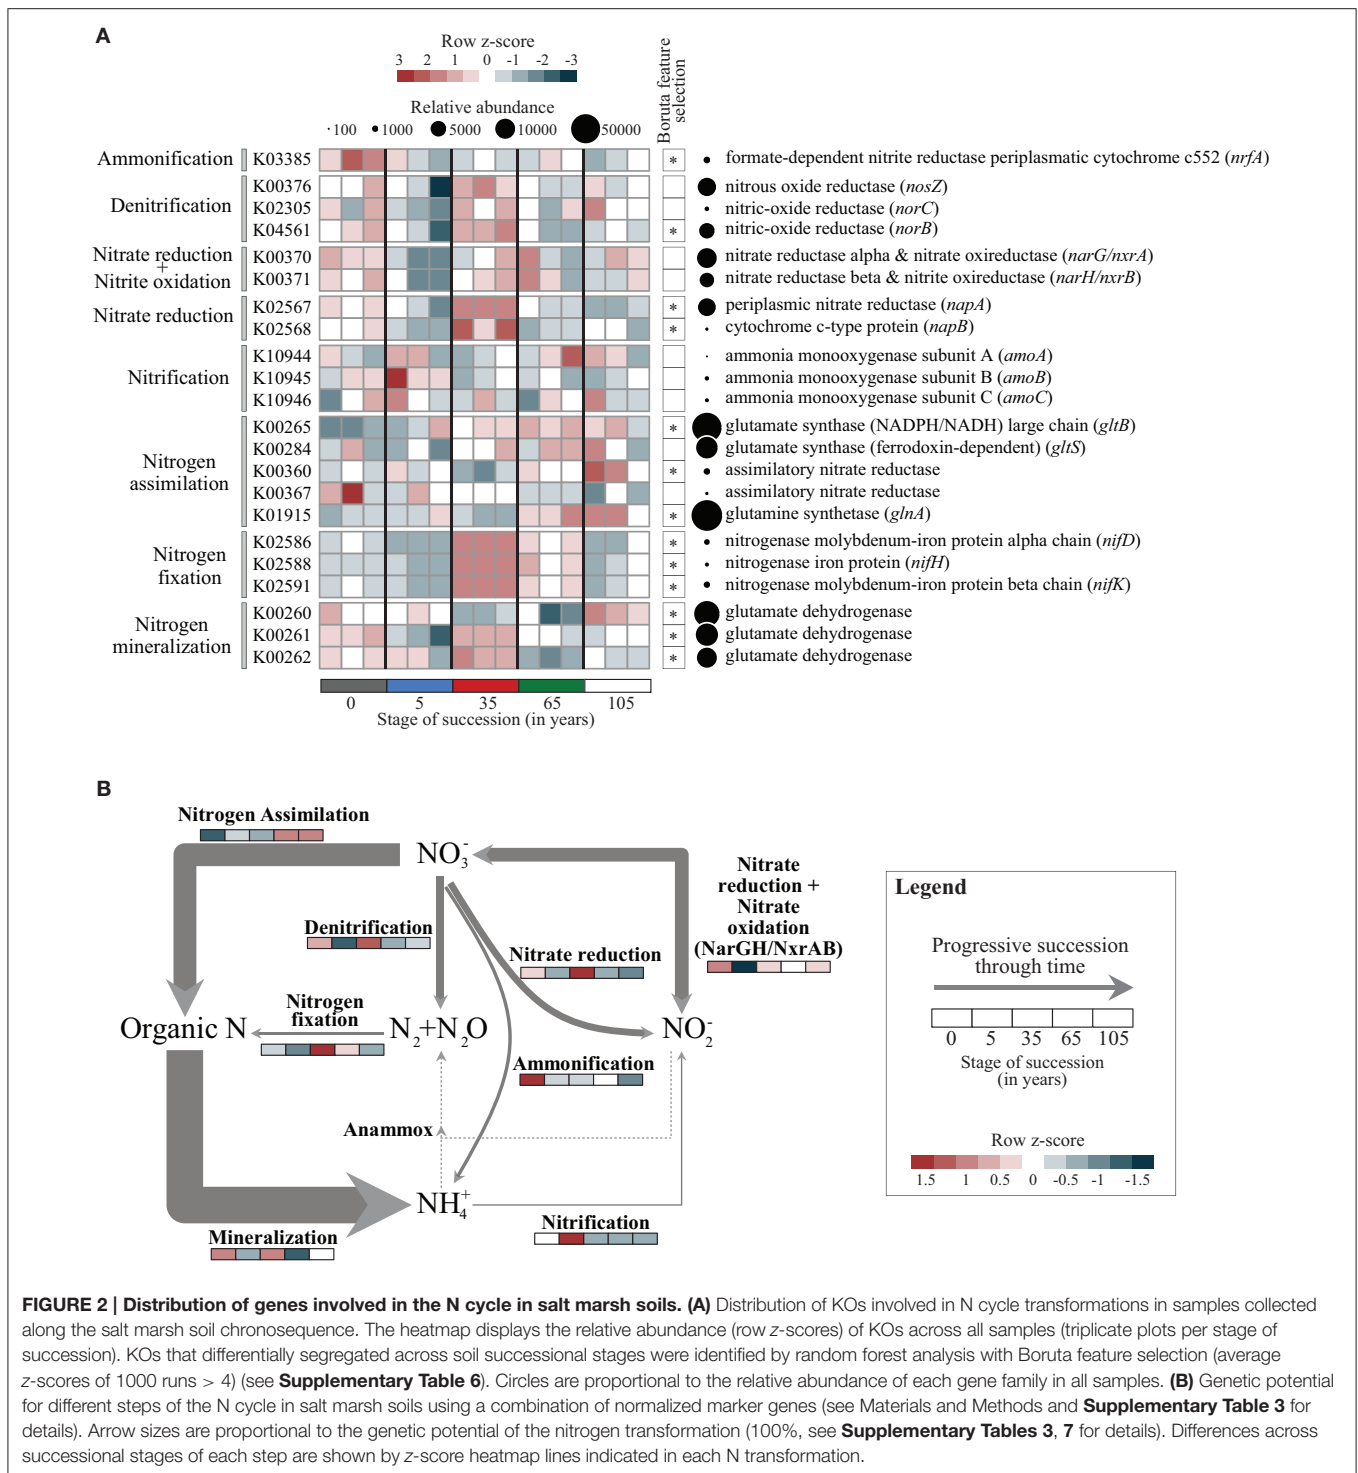 A
Row z-score
3 2 1 0 -1 -2 -3
Relative abundance
100 1000 5000 10000 50000
Boruta feature
selection
Ammonification K03385 * formate-dependent nitrite reductase periplasmatic cytochrome c552 (nrfA)
Denitrification
K00376 nitrous oxide reductase (nosZ)
K02305 nitric-oxide reductase (norC)
K04561 * nitric-oxide reductase (norB)
Nitrate reduction
+
Nitrite oxidation
K00370 nitrate reductase alpha & nitrate oxireductase (narG/nxrA)
K00371 nitrate reductase beta & nitrite oxireductase (narH/nxrB)
Nitrate reduction
K02567 * periplasmic nitrate reductase (napA)
K02568 * cytochrome c-type protein (napB)
Nitrification
K10944 ammonia monooxygenase subunit A (amoA)
K10945 ammonia monooxygenase subunit B (amoB)
K10946 ammonia monooxygenase subunit C (amoC)
Nitrogen
assimilation
K00265 * glutamate synthase (NADPH/NADH) large chain (gltB)
K00284 glutamate synthase (ferrodoxin-dependent) (gltS)
K00360 * assimilatory nitrate reductase
K00367 assimilatory nitrate reductase
K01915 * glutamine synthetase (glnA)
Nitrogen
fixation
K02586 * nitrogenase molybdenum-iron protein alpha chain (nifD)
K02588 * nitrogenase iron protein (nifH)
K02591 * nitrogenase molybdenum-iron protein beta chain (nifK)
Nitrogen
mineralization
K00260 * glutamate dehydrogenase
K00261 * glutamate dehydrogenase
K00262 * glutamate dehydrogenase
0 5 35 65 105
Stage of succession (in years)
B
Nitrogen Assimilation
NO3-
Nitrate
reduction +
Nitrate
oxidation
(NarGH/NxrAB)
Denitrification
Nitrate reduction
Nitrogen
fixation
Organic N
N2+N2O
NO2-
Ammonification
Anammox
NH4+
Nitrification
Mineralization
Legend
Progressive succession
through time
0 5 35 65 105
Stage of succession
(in years)
Row z-score
1.5 1 0.5 0 -0.5 -1 -1.5
FIGURE 2 | Distribution of genes involved in the N cycle in salt marsh soils. (A) Distribution of KOs involved in N cycle transformations in samples collected
along the salt marsh soil chronosequence. The heatmap displays the relative abundance (row z-scores) of KOs across all samples (triplicate plots per stage of
succession). KOs that differentially segregated across soil successional stages were identified by random forest analysis with Boruta feature selection (average
z-scores of 1000 runs > 4) (see Supplementary Table 6). Circles are proportional to the relative abundance of each gene family in all samples. (B) Genetic potential
for different steps of the N cycle in salt marsh soils using a combination of normalized marker genes (see Materials and Methods and Supplementary Table 3 for
details). Arrow sizes are proportional to the genetic potential of the nitrogen transformation (100%, see Supplementary Tables 3, 7 for details). Differences across
successional stages of each step are shown by z-score heatmap lines indicated in each N transformation.